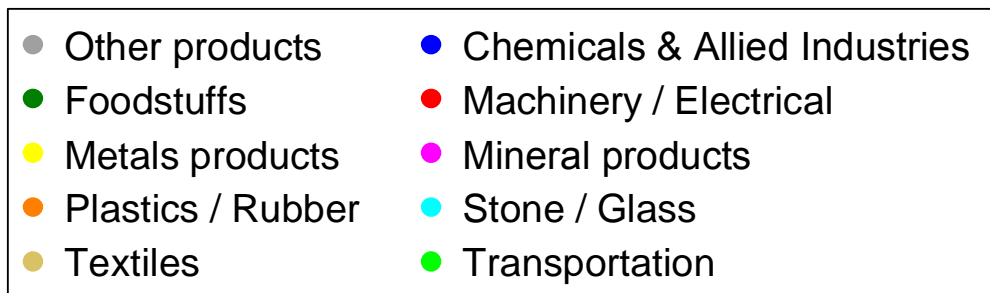 Other products
Foodstuffs
Metals products
Plastics / Rubber
Textiles
Chemicals & Allied Industries
Machinery / Electrical
Mineral products
Stone / Glass
Transportation